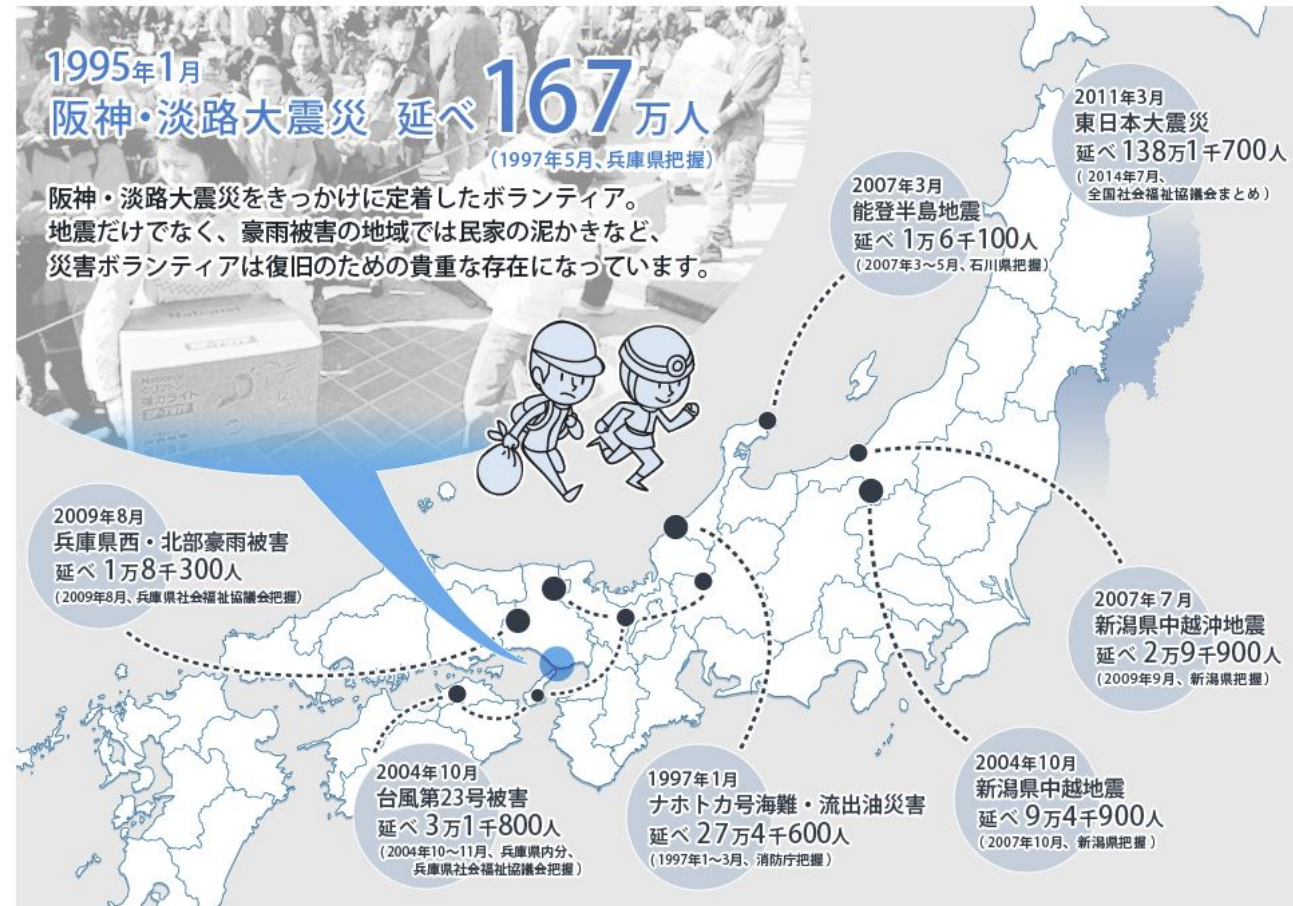 1995年1月
阪神・淡路大震災 延べ 167万人
(1997年5月、兵庫県把握)
阪神・淡路大震災をきっかけに定着したボランティア。
地震だけでなく、豪雨被害の地域では民家の泥かきなど、
災害ボランティアは復旧のための貴重な存在になっています。
National
2011年3月
東日本大震災
延べ 138万1千700人
(2014年7月、
全国社会福祉協議会まとめ)
2007年3月
能登半島地震
延べ 1万6千100人
(2007年3〜5月、石川県把握)
2009年8月
兵庫県西・北部豪雨被害
延べ 1万8千300人
(2009年8月、兵庫県社会福祉協議会把握)
2007年7月
新潟県中越沖地震
延べ 2万9千900人
(2009年9月、新潟県把握)
2004年10月
台風第23号被害
延べ 3万1千800人
(2004年10〜11月、兵庫県内分、
兵庫県社会福祉協議会把握)
1997年1月
ナホトカ号海難・流出油災害
延べ 27万4千600人
(1997年1〜3月、消防庁把握)
2004年10月
新潟県中越地震
延べ 9万4千900人
(2007年10月、新潟県把握)